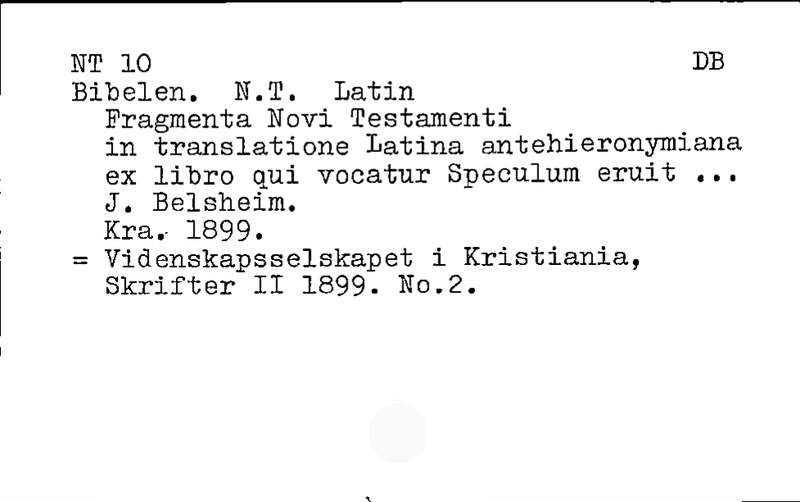 NT 10 DB
Bibelen. N.T. Latin
Fragmenta Novi Testamenti
in translatione Latina antehieronymiana
ex libro qui vocatur Speculum eruit ...
J. Belsheim.
Kra. 1899.
= Videnskapsselskapet i Kristiania,
Skrifter II 1899. No.2.